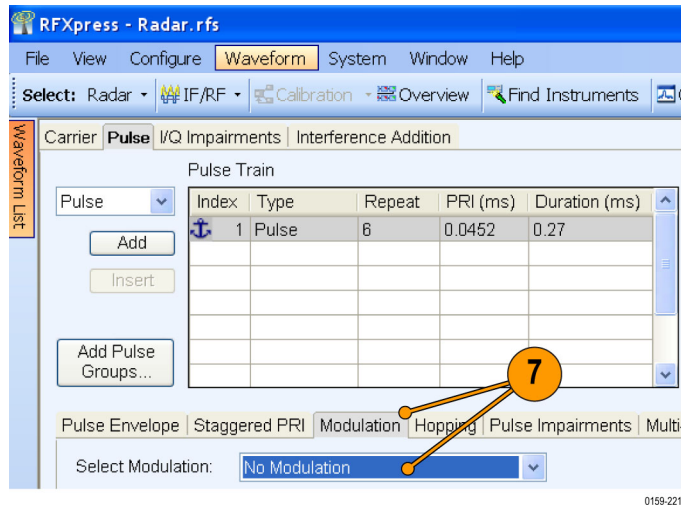 RFXpress - Radar.rfs
File View Configure Waveform System Window Help
Select: Radar IF/RF Calibration Overview Find Instruments
Waveform List
Carrier Pulse I/Q Impairments Interference Addition
Pulse Train
Pulse
Index Type Repeat PRI (ms) Duration (ms)
1 Pulse 6 0.0452 0.27
Add
Insert
Add Pulse
Groups...
7
Pulse Envelope Staggered PRI Modulation Hopping Pulse Impairments Multi
Select Modulation: No Modulation
0159-221